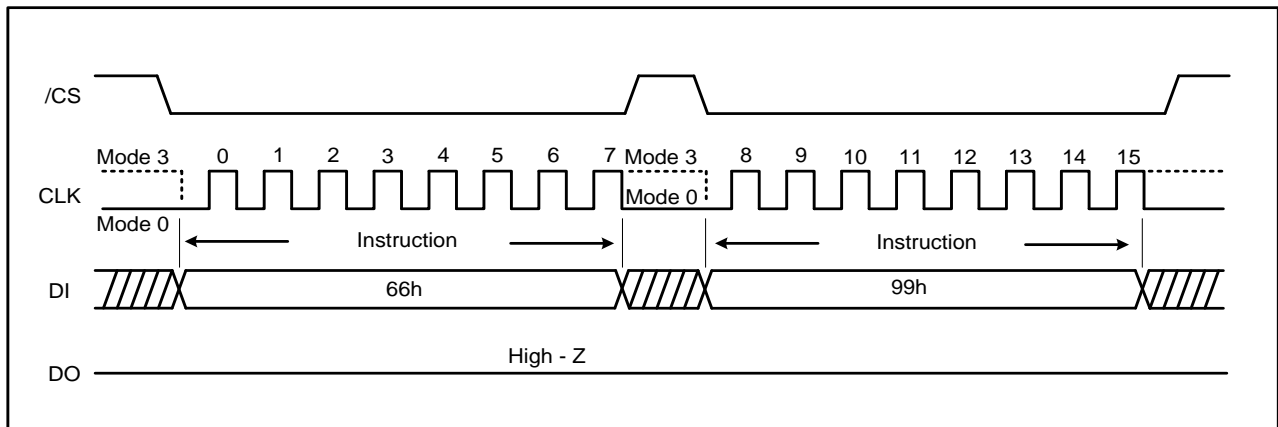 /CS
Mode 3 0 1 2 3 4 5 6 7 Mode 3 8 9 10 11 12 13 14 15
CLK Mode 0
Mode 0
Instruction Instruction
DI 66h 99h
High - Z
DO